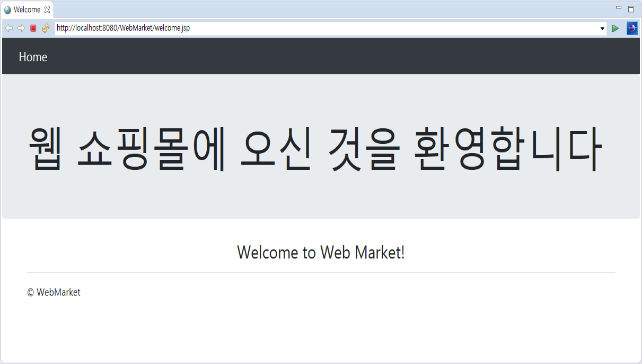 Welcome
http://localhost:8080/WebMarket/welcome.jsp
Home
웹 쇼핑몰에 오신 것을 환영합니다
Welcome to Web Market!
© WebMarket